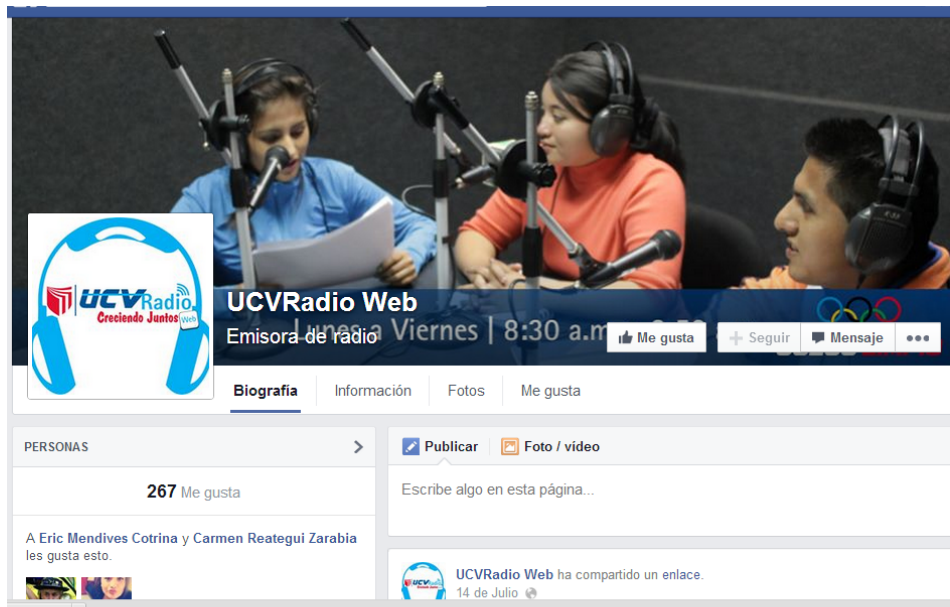 UCVRadio
Creciendo Juntos Web
UCVRadio Web
Emisora de radio
Lunes a Viernes | 8:30 a.m
Me gusta
Seguir
Mensaje
Biografía
Información
Fotos
Me gusta
PERSONAS
267 Me gusta
A Eric Mendives Cotrina y Carmen Reategui Zarabia
les gusta esto.
Publicar
Foto / vídeo
Escribe algo en esta página...
UCVRadio Web ha compartido un enlace.
14 de Julio